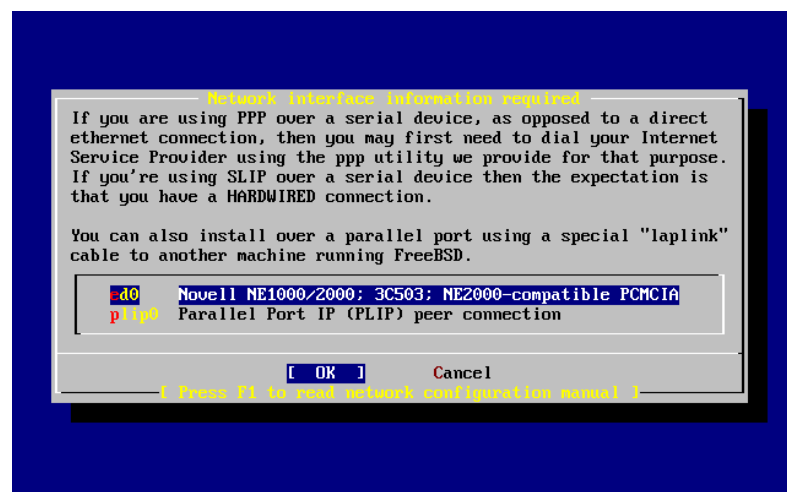 Network interface information required
If you are using PPP over a serial device, as opposed to a direct
ethernet connection, then you may first need to dial your Internet
Service Provider using the ppp utility we provide for that purpose.
If you're using SLIP over a serial device then the expectation is
that you have a HARDWIRED connection.
You can also install over a parallel port using a special "laplink"
cable to another machine running FreeBSD.
ed0 Novell NE1000/2000; 3C503; NE2000-compatible PCMCIA
plip0 Parallel Port IP (PLIP) peer connection
[ OK ] Cancel
[ Press F1 to read network configuration manual ]